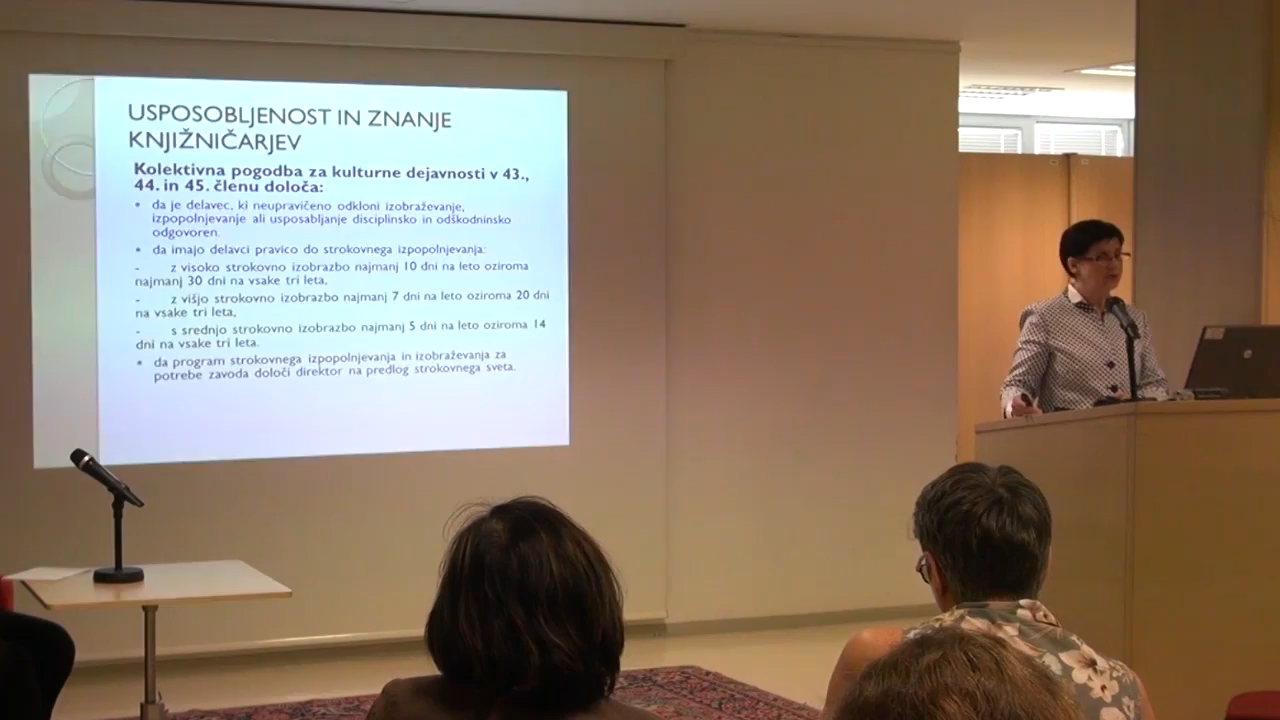 USPOSOBLJENOST IN ZNANJE
KNJIŽNIČARJEV
Kolektivna pogodba za kulturne dejavnosti v 43.,
44. in 45. členu določa:
• da je delavec, ki neupravičeno odkloni izobraževanje,
izpopolnjevanje ali usposabljanje disciplinsko in odškodninsko
odgovoren.
• da imajo delavci pravico do strokovnega izpopolnjevanja:
- z visoko strokovno izobrazbo najmanj 10 dni na leto oziroma
najmanj 30 dni na vsake tri leta,
- z višjo strokovno izobrazbo najmanj 7 dni na leto oziroma 20 dni
na vsake tri leta,
- s srednjo strokovno izobrazbo najmanj 5 dni na leto oziroma 14
dni na vsake tri leta.
• da program strokovnega izpopolnjevanja in izobraževanja za
potrebe zavoda določi direktor na predlog strokovnega sveta.